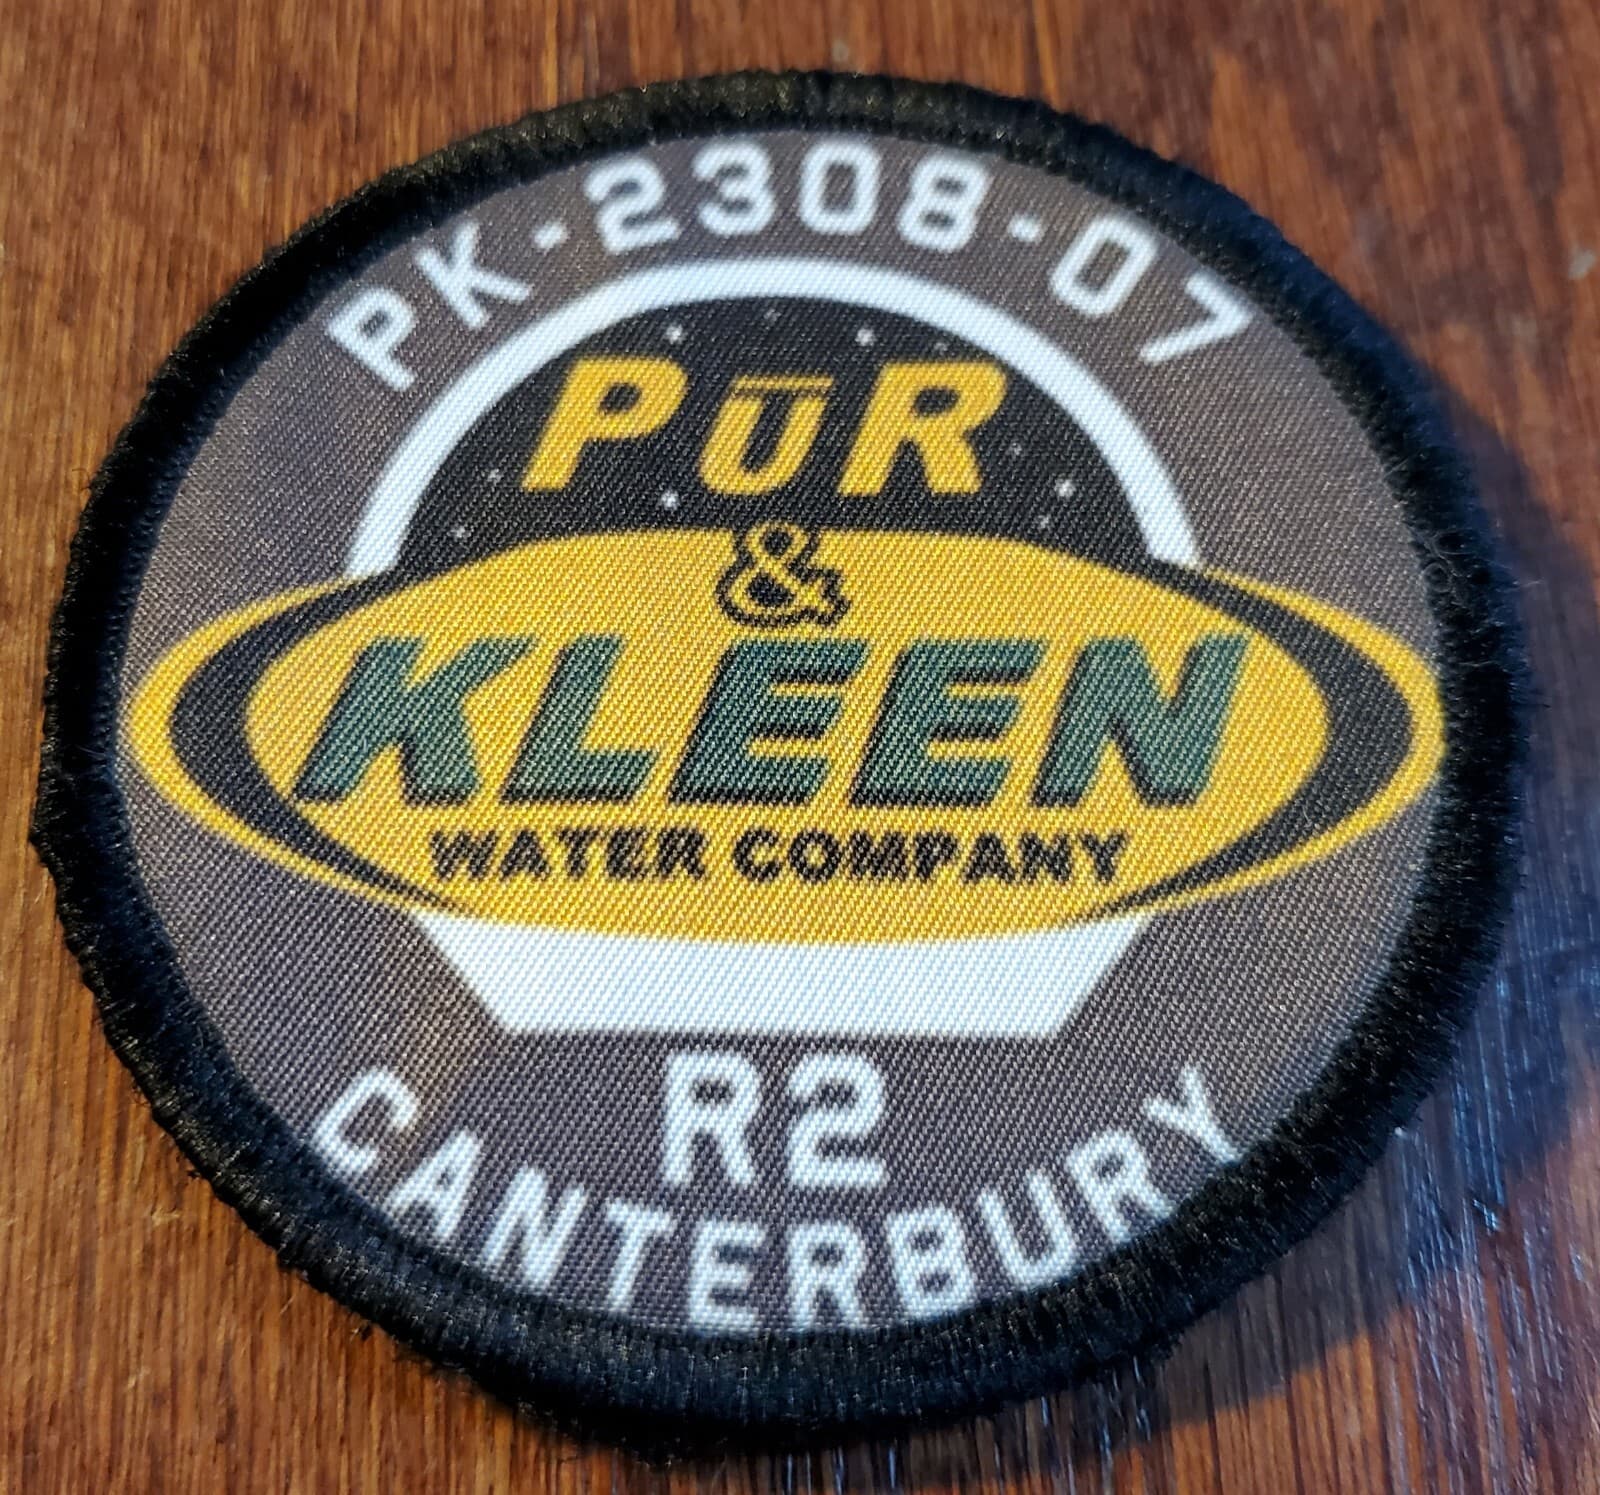 PK-2308-07
PŪR
&
KLEEN
WATER COMPANY
R2
CANTERBURY